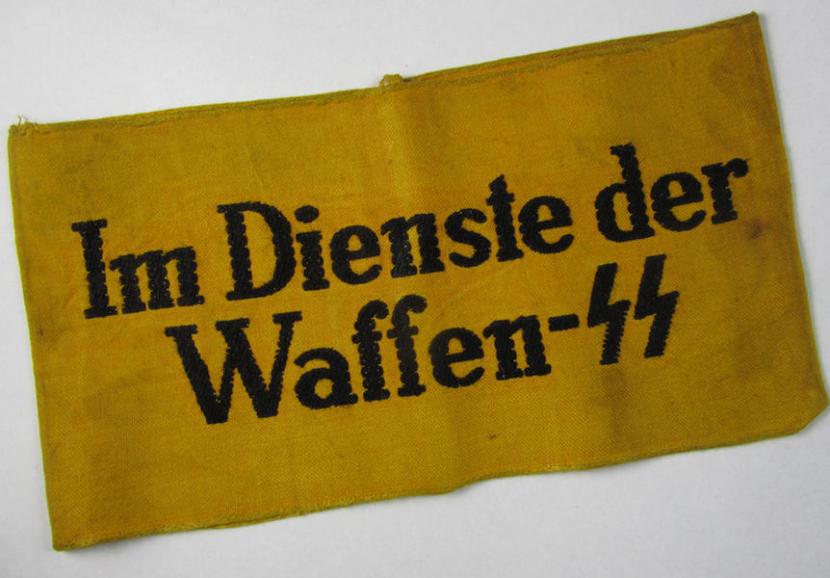 Im Dienste der
Waffen-SS